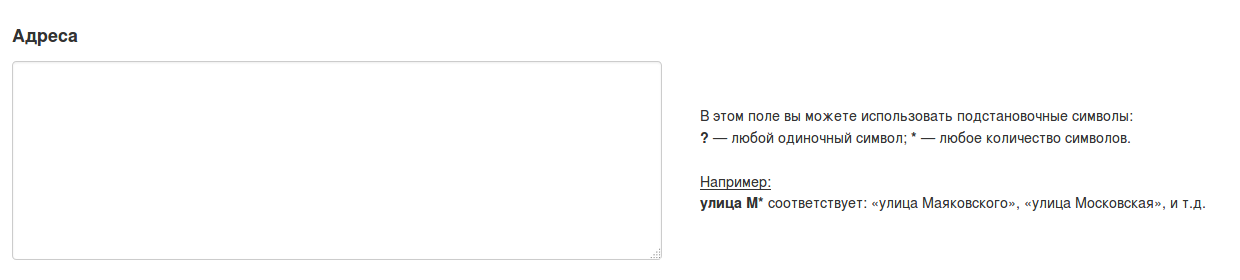 Адреса
В этом поле вы можете использовать подстановочные символы:
? — любой одиночный символ; * — любое количество символов.
Например:
улица М* соответствует: «улица Маяковского», «улица Московская», и т.д.